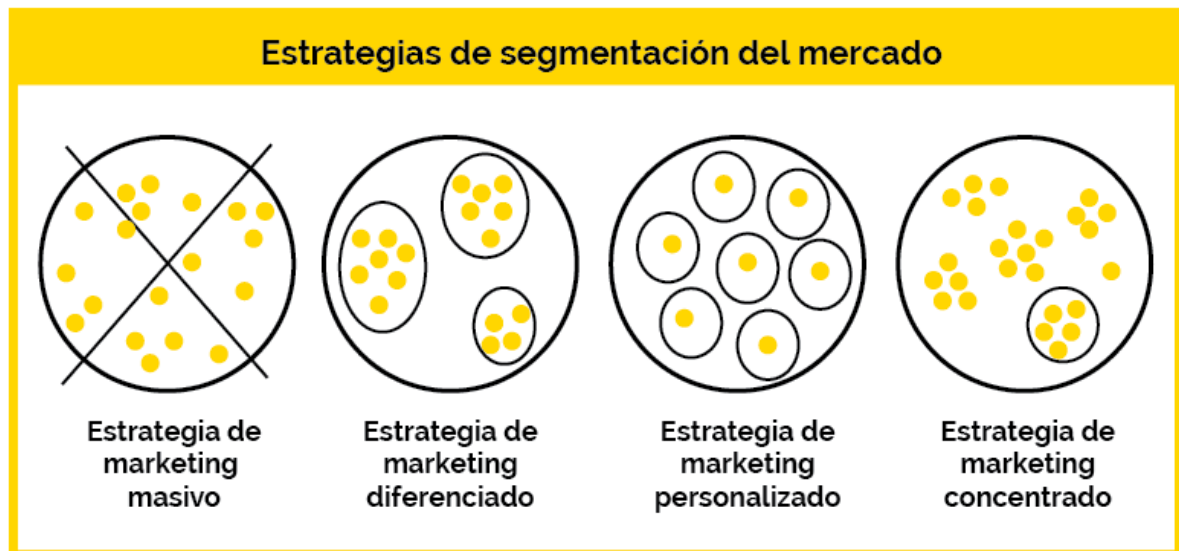 Estrategias de segmentación del mercado
Estrategia de
marketing
masivo
Estrategia de
marketing
diferenciado
Estrategia de
marketing
personalizado
Estrategia de
marketing
concentrado